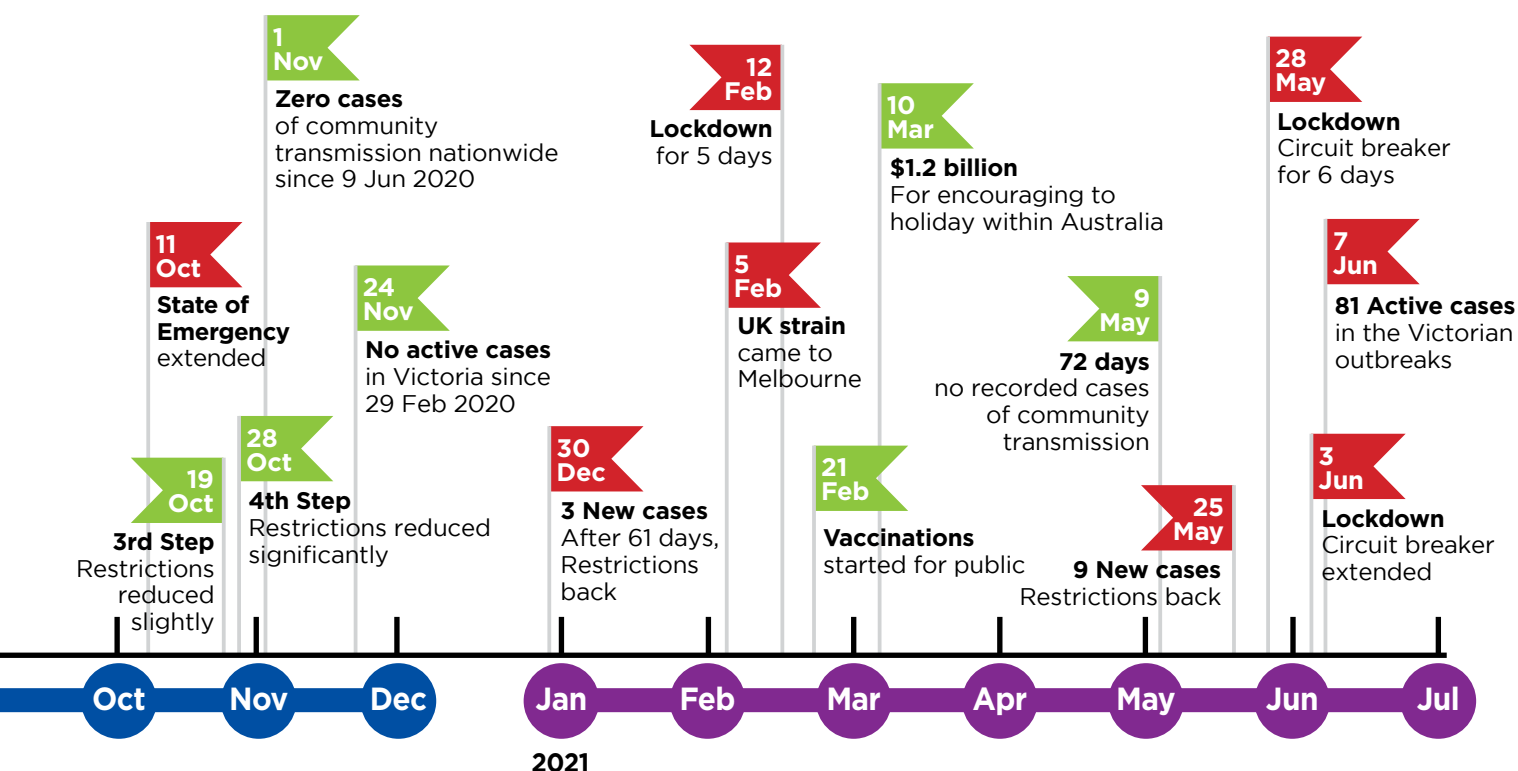 1
Nov
Zero cases
of community
transmission nationwide
since 9 Jun 2020
12
Feb
Lockdown
for 5 days
10
Mar
$1.2 billion
For encouraging to
holiday within Australia
28
May
Lockdown
Circuit breaker
for 6 days
11
Oct
State of
Emergency
extended
24
Nov
No active cases
in Victoria since
29 Feb 2020
5
Feb
UK strain
came to
Melbourne
9
May
72 days
no recorded cases
of community
transmission
7
Jun
81 Active cases
in the Victorian
outbreaks
19
Oct
3rd Step
Restrictions
reduced
slightly
28
Oct
4th Step
Restrictions reduced
significantly
30
Dec
3 New cases
After 61 days,
Restrictions
back
21
Feb
Vaccinations
started for public
25
May
9 New cases
Restrictions back
3
Jun
Lockdown
Circuit breaker
extended
Oct Nov Dec Jan Feb Mar Apr May Jun Jul
2021